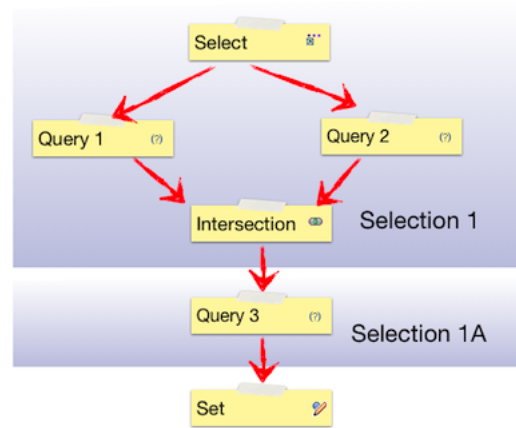 Select
Query 1 (?)
Query 2 (?)
Intersection
Selection 1
Query 3 (?)
Selection 1A
Set